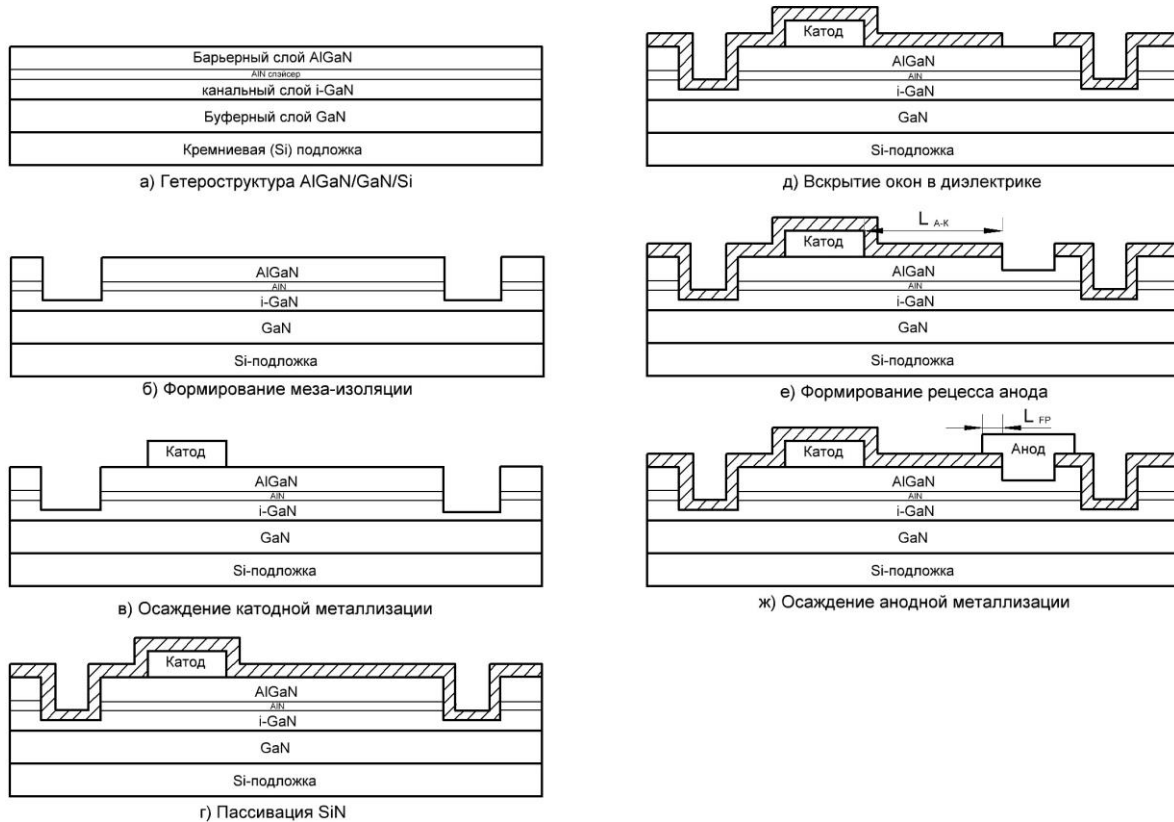 Барьерный слой AlGaN
AlN спэйсер
канальный слой i-GaN
Буферный слой GaN
Кремниевая (Si) подложка
а) Гетероструктура AlGaN/GaN/Si
AlGaN
AlN
i-GaN
GaN
Si-подложка
б) Формирование меза-изоляции
Катод
AlGaN
AlN
i-GaN
GaN
Si-подложка
в) Осаждение катодной металлизации
Катод
AlGaN
AlN
i-GaN
GaN
Si-подложка
г) Пассивация SiN
Катод
AlGaN
AlN
i-GaN
GaN
Si-подложка
д) Вскрытие окон в диэлектрике
L А-К
Катод
AlGaN
AlN
i-GaN
GaN
Si-подложка
е) Формирование рецесса анода
L FP
Катод
Анод
AlGaN
AlN
i-GaN
GaN
Si-подложка
ж) Осаждение анодной металлизации